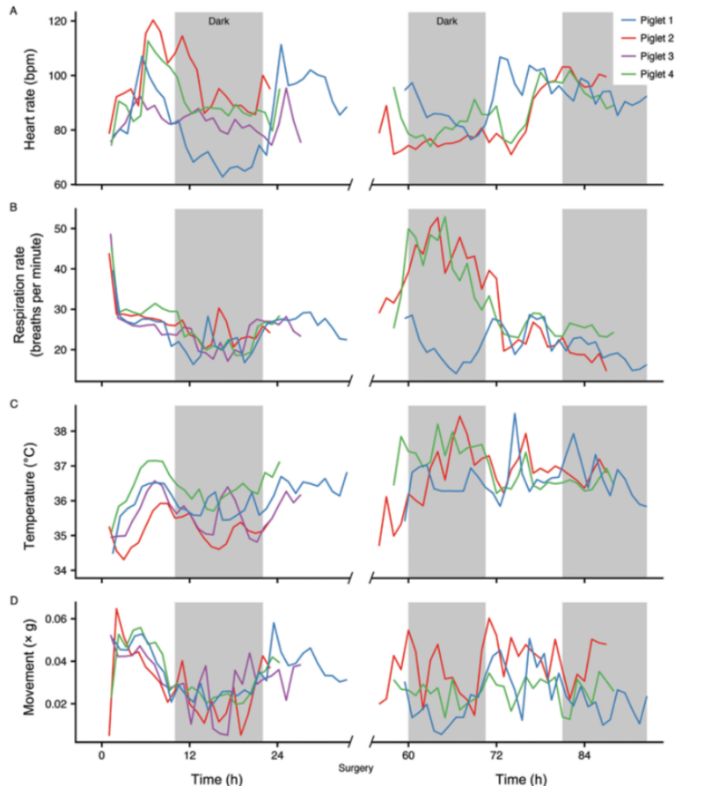 A
Heart rate (bpm)
120
100
80
60
Dark
Dark
Piglet 1
Piglet 2
Piglet 3
Piglet 4
B
Respiration rate
(breaths per minute)
50
40
30
20
C
Temperature (°C)
38
37
36
35
34
D
Movement (× g)
0.06
0.04
0.02
0
12
24
60
72
84
Surgery
Time (h)
Time (h)